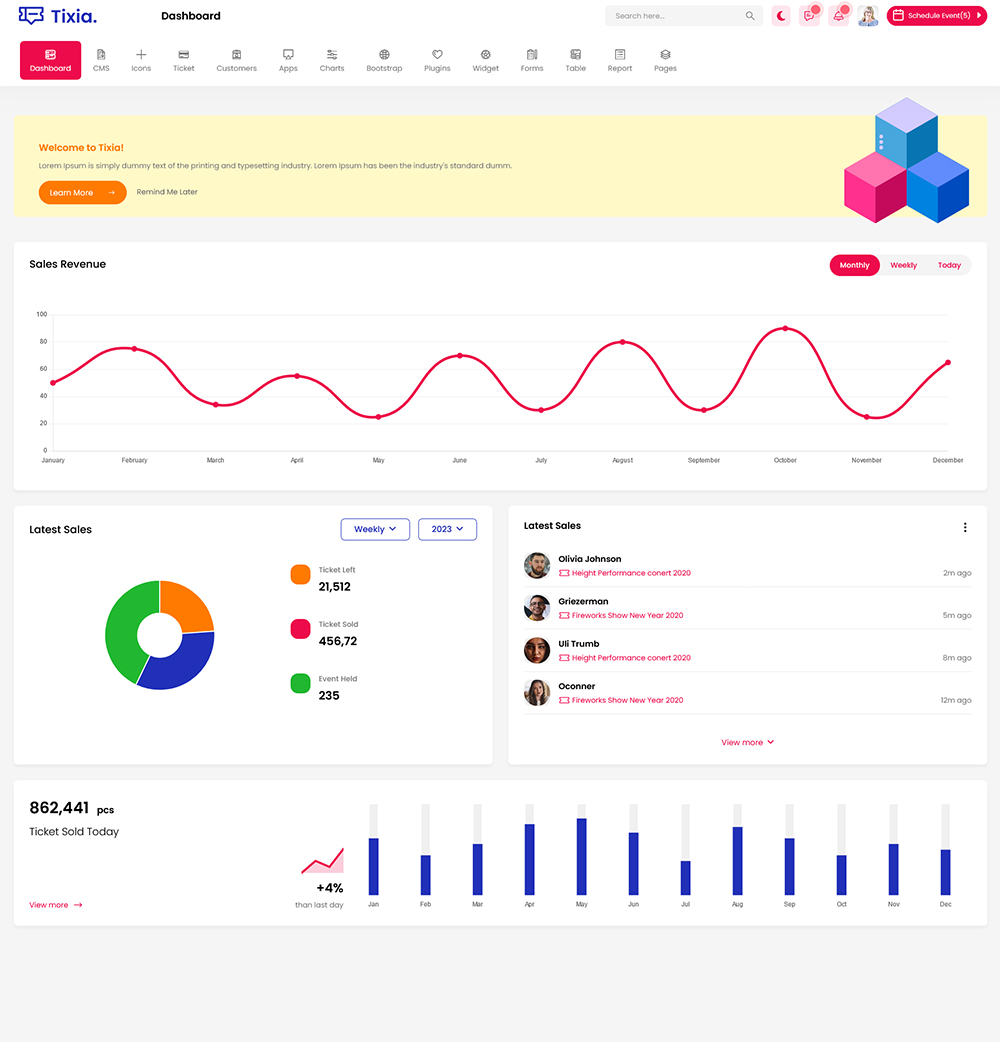 Tixia.
Dashboard
Search here...
Schedule Event(5)
Dashboard
CMS
Icons
Ticket
Customers
Apps
Charts
Bootstrap
Plugins
Widget
Forms
Table
Report
Pages
Welcome to Tixia!
Lorem Ipsum is simply dummy text of the printing and typesetting industry. Lorem Ipsum has been the industry's standard dumm.
Learn More →
Remind Me Later
Sales Revenue
Monthly
Weekly
Today
100
80
60
40
20
0
January
February
March
April
May
June
July
August
September
October
November
December
Latest Sales
Weekly
2023
Ticket Left
21,512
Ticket Sold
456,72
Event Held
235
Latest Sales
Olivia Johnson
Height Performance conert 2020
2m ago
Griezerman
Fireworks Show New Year 2020
5m ago
Uli Trumb
Height Performance conert 2020
8m ago
Oconner
Fireworks Show New Year 2020
12m ago
View more
862,441 pcs
Ticket Sold Today
View more →
+4%
than last day
Jan
Feb
Mar
Apr
May
Jun
Jul
Aug
Sep
Oct
Nov
Dec